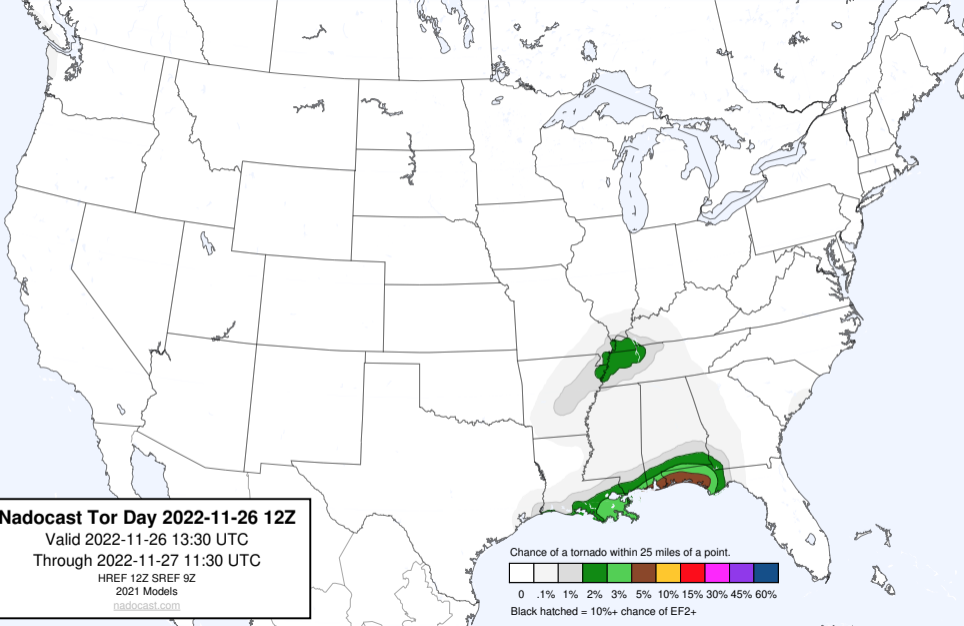 Nadocast Tor Day 2022-11-26 12Z
Valid 2022-11-26 13:30 UTC
Through 2022-11-27 11:30 UTC
HREF 12Z SREF 9Z
2021 Models
nadocast.com
Chance of a tornado within 25 miles of a point.
0 .1% 1% 2% 3% 5% 10% 15% 30% 45% 60%
Black hatched = 10%+ chance of EF2+